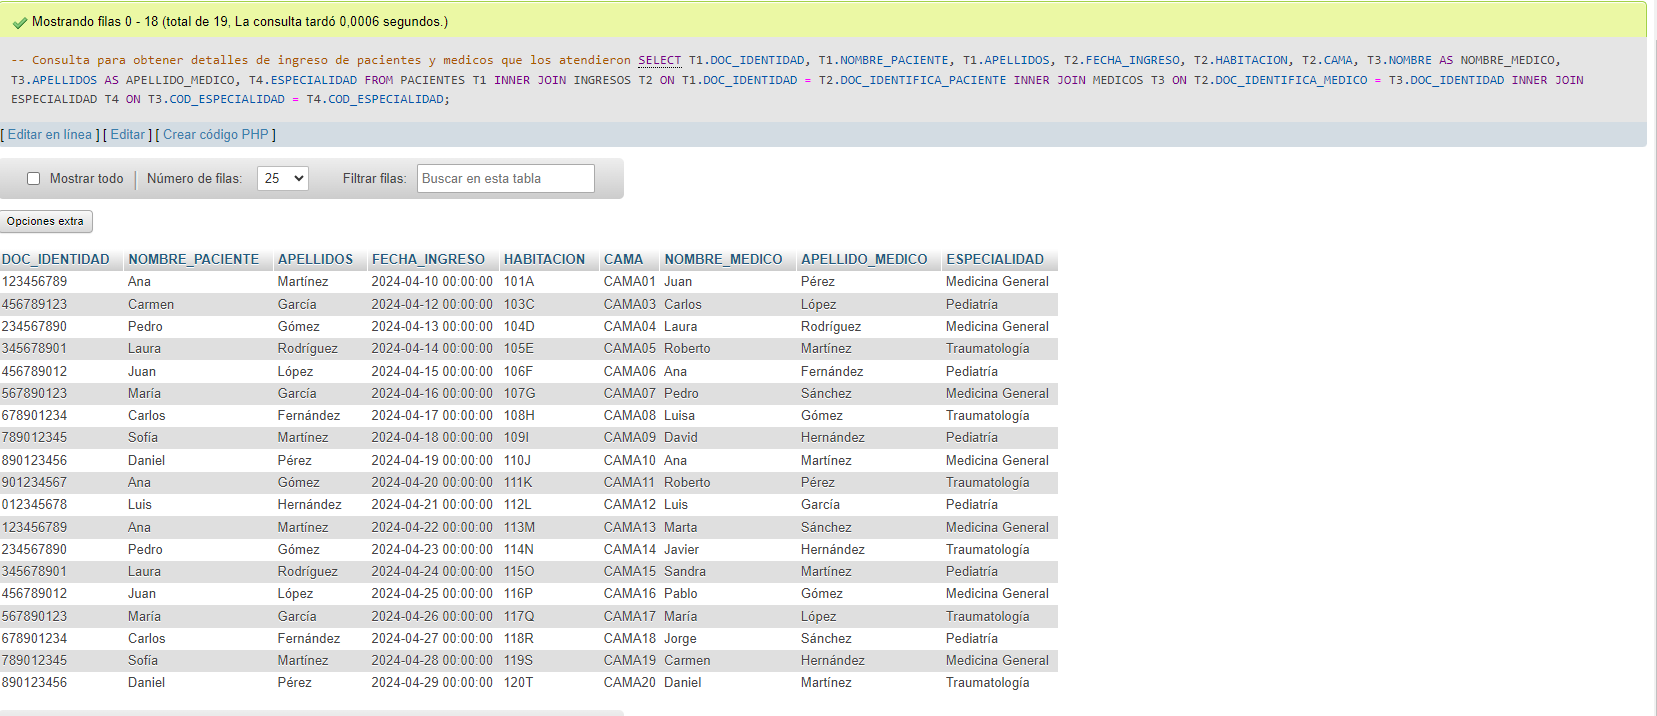 Mostrando filas 0 - 18 (total de 19, La consulta tardó 0,0006 segundos.)
-- Consulta para obtener detalles de ingreso de pacientes y medicos que los atendieron SELECT T1.DOC_IDENTIDAD, T1.NOMBRE_PACIENTE, T1.APELLIDOS, T2.FECHA_INGRESO, T2.HABITACION, T2.CAMA, T3.NOMBRE AS NOMBRE_MEDICO,
T3.APELLIDOS AS APELLIDO_MEDICO, T4.ESPECIALIDAD FROM PACIENTES T1 INNER JOIN INGRESOS T2 ON T1.DOC_IDENTIDAD = T2.DOC_IDENTIFICA_PACIENTE INNER JOIN MEDICOS T3 ON T2.DOC_IDENTIFICA_MEDICO = T3.DOC_IDENTIDAD INNER JOIN
ESPECIALIDAD T4 ON T3.COD_ESPECIALIDAD = T4.COD_ESPECIALIDAD;
[ Editar en línea ] [ Editar ] [ Crear código PHP ]
Mostrar todo Número de filas: 25 Filtrar filas: Buscar en esta tabla
Opciones extra
DOC_IDENTIDAD NOMBRE_PACIENTE APELLIDOS FECHA_INGRESO HABITACION CAMA NOMBRE_MEDICO APELLIDO_MEDICO ESPECIALIDAD
123456789 Ana Martínez 2024-04-10 00:00:00 101A CAMA01 Juan Pérez Medicina General
456789123 Carmen García 2024-04-12 00:00:00 103C CAMA03 Carlos López Pediatría
234567890 Pedro Gómez 2024-04-13 00:00:00 104D CAMA04 Laura Rodríguez Medicina General
345678901 Laura Rodríguez 2024-04-14 00:00:00 105E CAMA05 Roberto Martínez Traumatología
456789012 Juan López 2024-04-15 00:00:00 106F CAMA06 Ana Fernández Pediatría
567890123 María García 2024-04-16 00:00:00 107G CAMA07 Pedro Sánchez Medicina General
678901234 Carlos Fernández 2024-04-17 00:00:00 108H CAMA08 Luisa Gómez Traumatología
789012345 Sofía Martínez 2024-04-18 00:00:00 109I CAMA09 David Hernández Pediatría
890123456 Daniel Pérez 2024-04-19 00:00:00 110J CAMA10 Ana Martínez Medicina General
901234567 Ana Gómez 2024-04-20 00:00:00 111K CAMA11 Roberto Pérez Traumatología
012345678 Luis Hernández 2024-04-21 00:00:00 112L CAMA12 Luis García Pediatría
123456789 Ana Martínez 2024-04-22 00:00:00 113M CAMA13 Marta Sánchez Medicina General
234567890 Pedro Gómez 2024-04-23 00:00:00 114N CAMA14 Javier Hernández Traumatología
345678901 Laura Rodríguez 2024-04-24 00:00:00 115O CAMA15 Sandra Martínez Pediatría
456789012 Juan López 2024-04-25 00:00:00 116P CAMA16 Pablo Gómez Medicina General
567890123 María García 2024-04-26 00:00:00 117Q CAMA17 María López Traumatología
678901234 Carlos Fernández 2024-04-27 00:00:00 118R CAMA18 Jorge Sánchez Pediatría
789012345 Sofía Martínez 2024-04-28 00:00:00 119S CAMA19 Carmen Hernández Medicina General
890123456 Daniel Pérez 2024-04-29 00:00:00 120T CAMA20 Daniel Martínez Traumatología